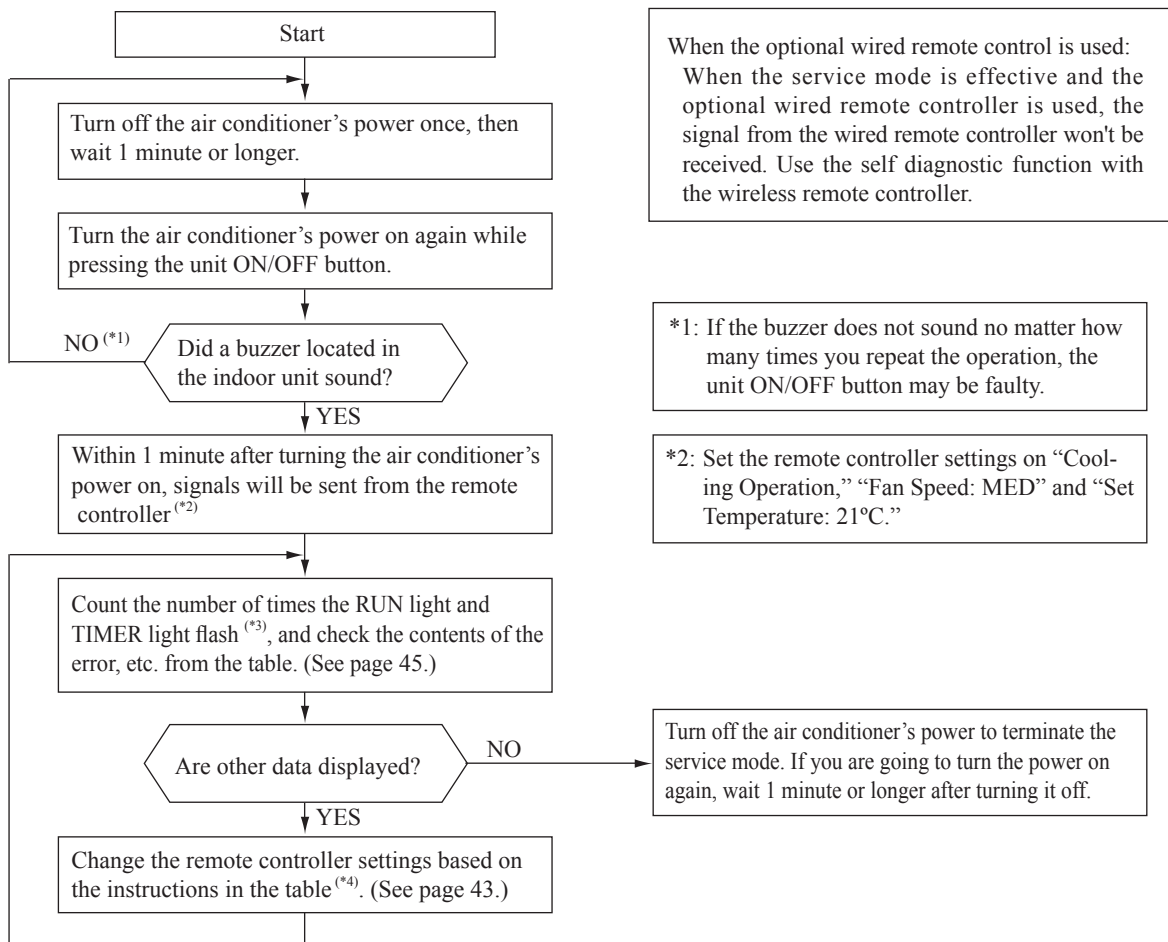 Start
Turn off the air conditioner's power once, then
wait 1 minute or longer.
Turn the air conditioner's power on again while
pressing the unit ON/OFF button.
NO (*1)
Did a buzzer located in
the indoor unit sound?
YES
Within 1 minute after turning the air conditioner's
power on, signals will be sent from the remote
controller (*2)
Count the number of times the RUN light and
TIMER light flash (*3), and check the contents of the
error, etc. from the table. (See page 45.)
Are other data displayed?
NO
Turn off the air conditioner's power to terminate the
service mode. If you are going to turn the power on
again, wait 1 minute or longer after turning it off.
YES
Change the remote controller settings based on
the instructions in the table (*4). (See page 43.)
When the optional wired remote control is used:
When the service mode is effective and the
optional wired remote controller is used, the
signal from the wired remote controller won't be
received. Use the self diagnostic function with
the wireless remote controller.
*1: If the buzzer does not sound no matter how
many times you repeat the operation, the
unit ON/OFF button may be faulty.
*2: Set the remote controller settings on “Cool-
ing Operation,” “Fan Speed: MED” and “Set
Temperature: 21ºC.”